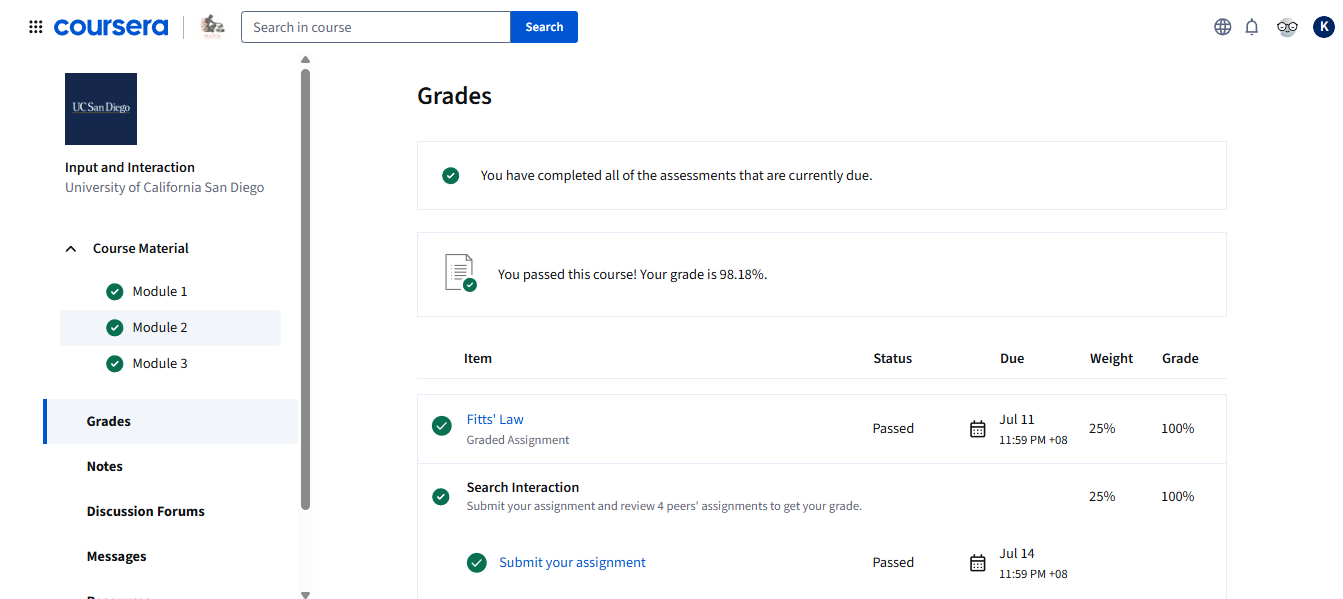 coursera
Search in course
Search
K
UC San Diego
Input and Interaction
University of California San Diego
Course Material
Module 1
Module 2
Module 3
Grades
Notes
Discussion Forums
Messages
Grades
You have completed all of the assessments that are currently due.
You passed this course! Your grade is 98.18%.
Item Status Due Weight Grade
Fitts' Law
Graded Assignment
Passed
Jul 11
11:59 PM +08
25%
100%
Search Interaction
Submit your assignment and review 4 peers' assignments to get your grade.
25%
100%
Submit your assignment
Passed
Jul 14
11:59 PM +08